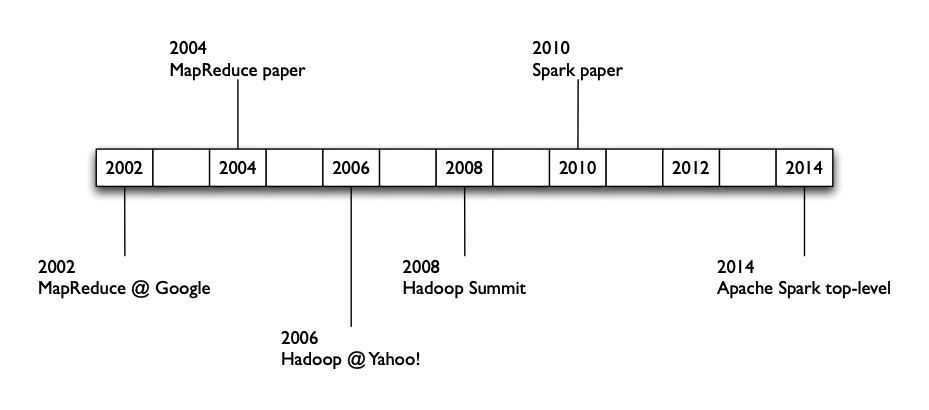 2004
MapReduce paper
2010
Spark paper
2002 2004 2006 2008 2010 2012 2014
2002
MapReduce @ Google
2008
Hadoop Summit
2014
Apache Spark top-level
2006
Hadoop @ Yahoo!